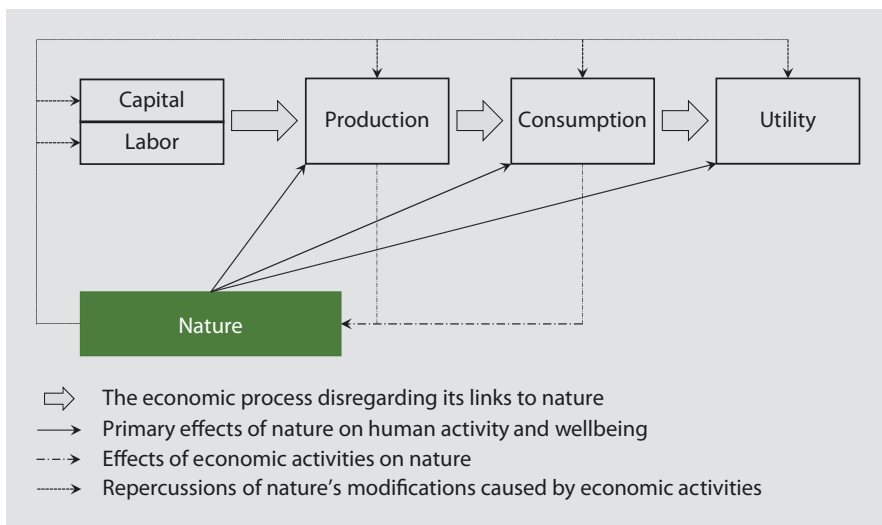 Capital
Labor
Production
Consumption
Utility
Nature
The economic process disregarding its links to nature
Primary effects of nature on human activity and wellbeing
Effects of economic activities on nature
Repercussions of nature’s modifications caused by economic activities